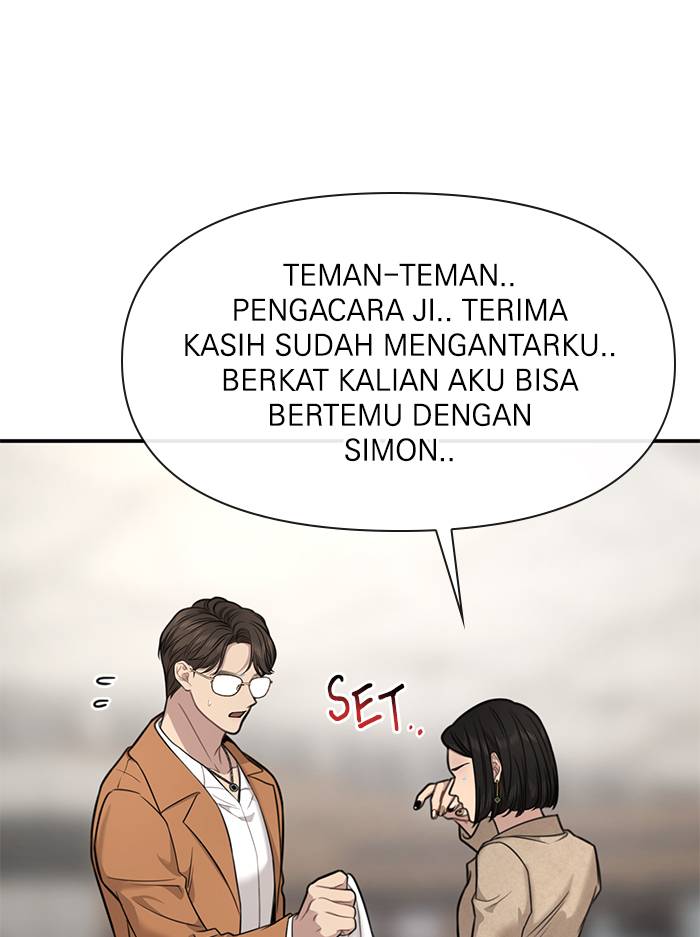 TEMAN-TEMAN..
PENGACARA JI.. TERIMA
KASIH SUDAH MENGANTARKU..
BERKAT KALIAN AKU BISA
BERTEMU DENGAN
SIMON..
SET..